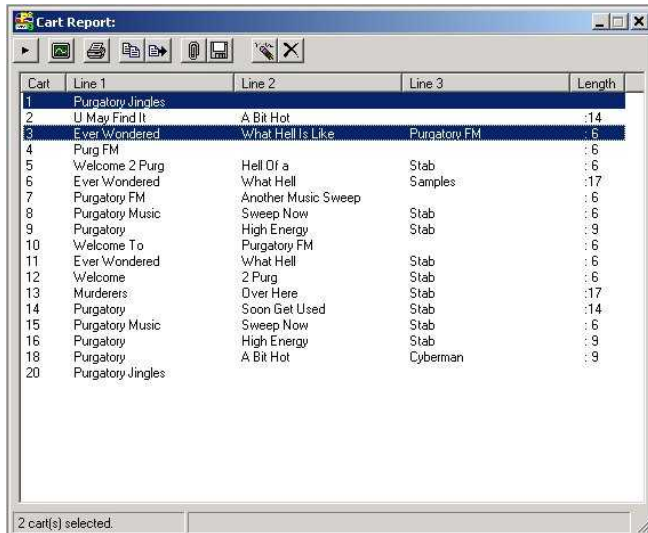 Cart Report:
Cart Line 1 Line 2 Line 3 Length
1 Purgatory Jingles
2 U May Find It A Bit Hot :14
3 Ever Wondered What Hell Is Like Purgatory FM : 6
4 Purg FM : 6
5 Welcome 2 Purg Hell Of a Stab : 6
6 Ever Wondered What Hell Samples :17
7 Purgatory FM Another Music Sweep : 6
8 Purgatory Music Sweep Now Stab : 6
9 Purgatory High Energy Stab : 9
10 Welcome To Purgatory FM : 6
11 Ever Wondered What Hell Stab : 6
12 Welcome 2 Purg Stab : 6
13 Murderers Over Here Stab :17
14 Purgatory Soon Get Used Stab :14
15 Purgatory Music Sweep Now Stab : 6
16 Purgatory High Energy Stab : 9
18 Purgatory A Bit Hot Cyberman : 9
20 Purgatory Jingles
2 cart(s) selected.